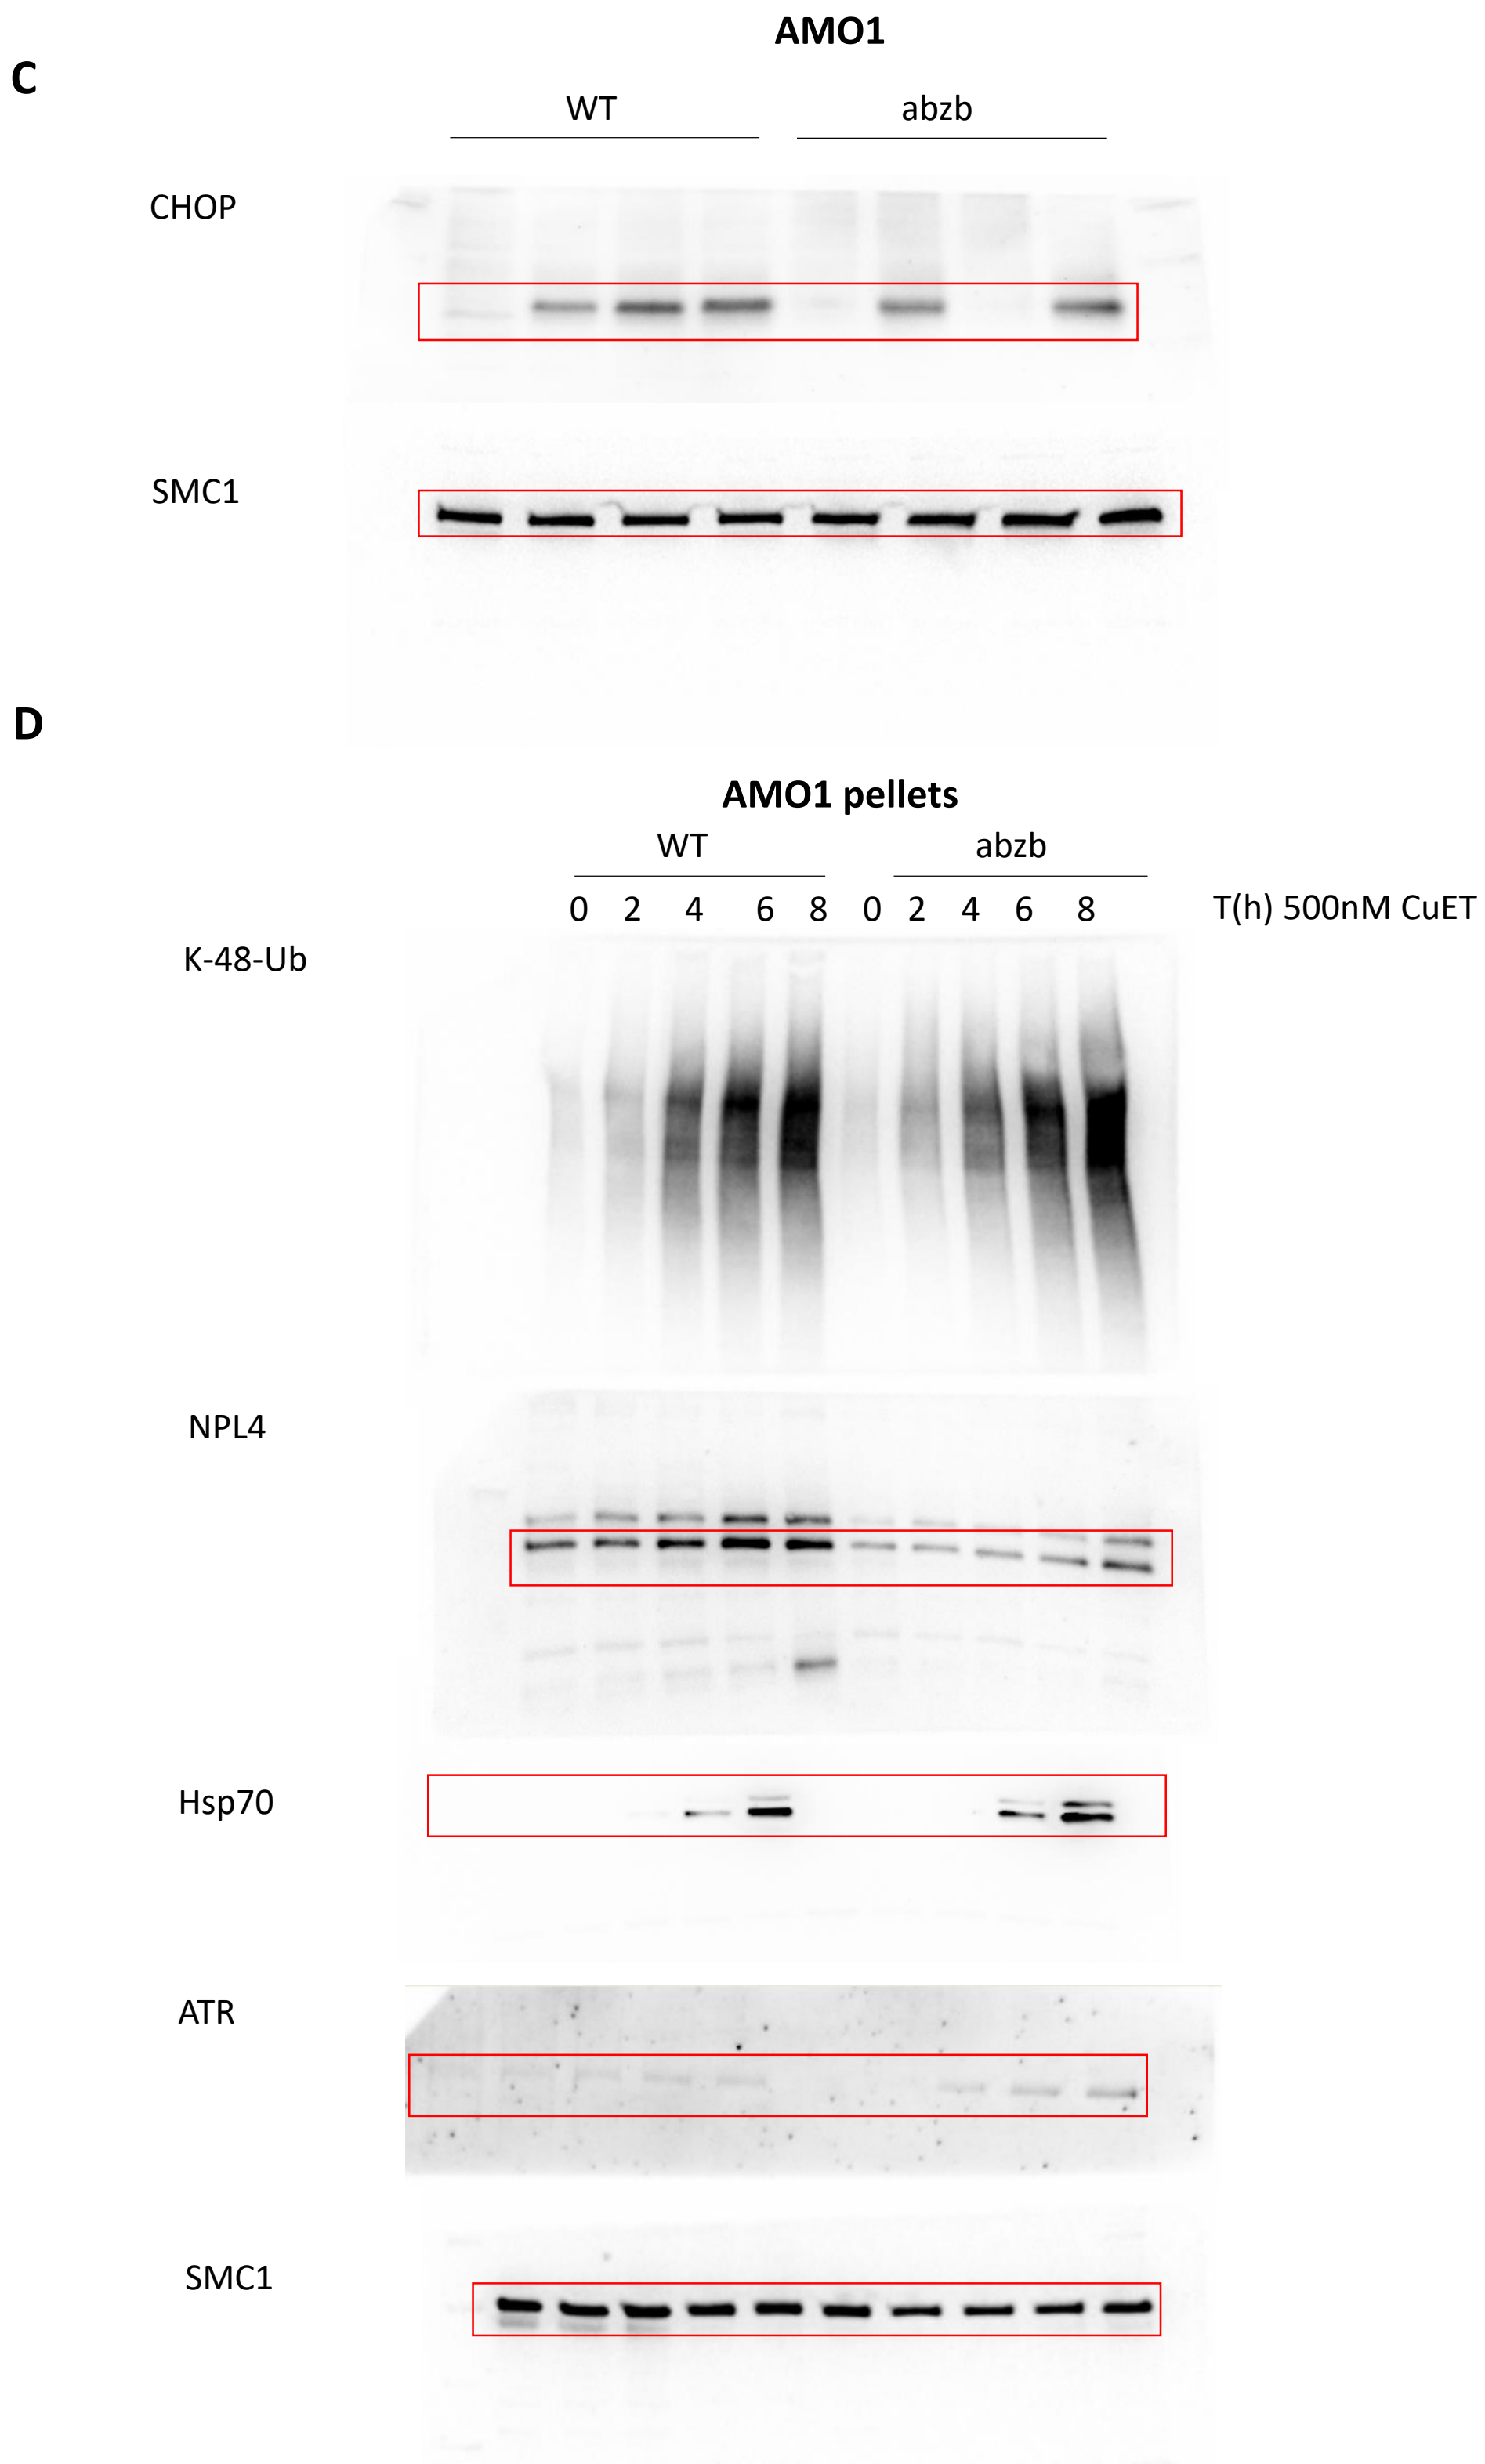 AMO1
C
WT abzb
CHOP
SMC1
D
AMO1 pellets
WT abzb
0 2 4 6 8 0 2 4 6 8 T(h) 500nM CuET
K-48-Ub
NPL4
Hsp70
ATR
SMC1